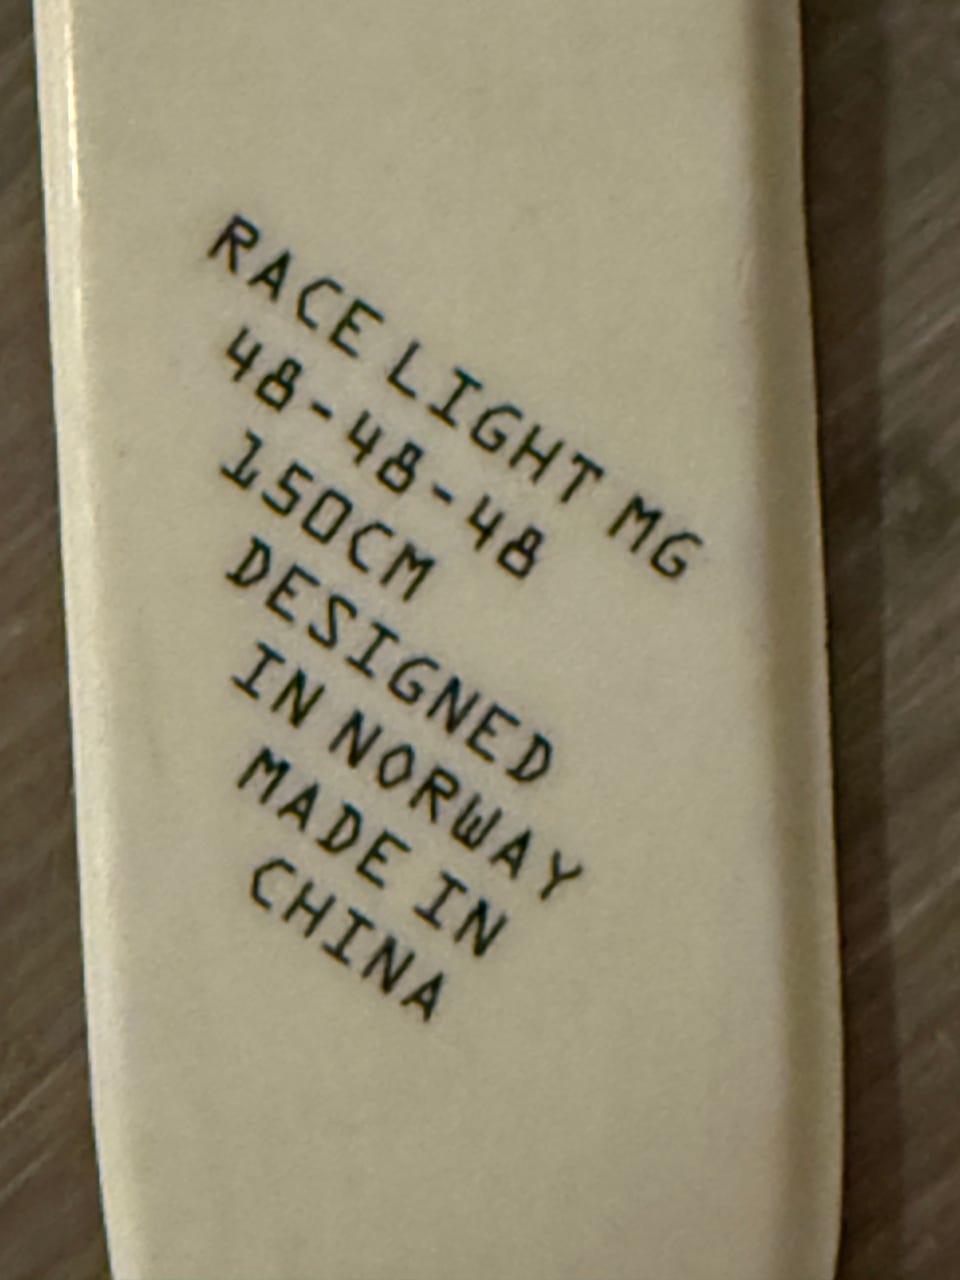 RACE LIGHT MG
48-48-48
150CM
DESIGNED
IN NORWAY
MADE IN
CHINA